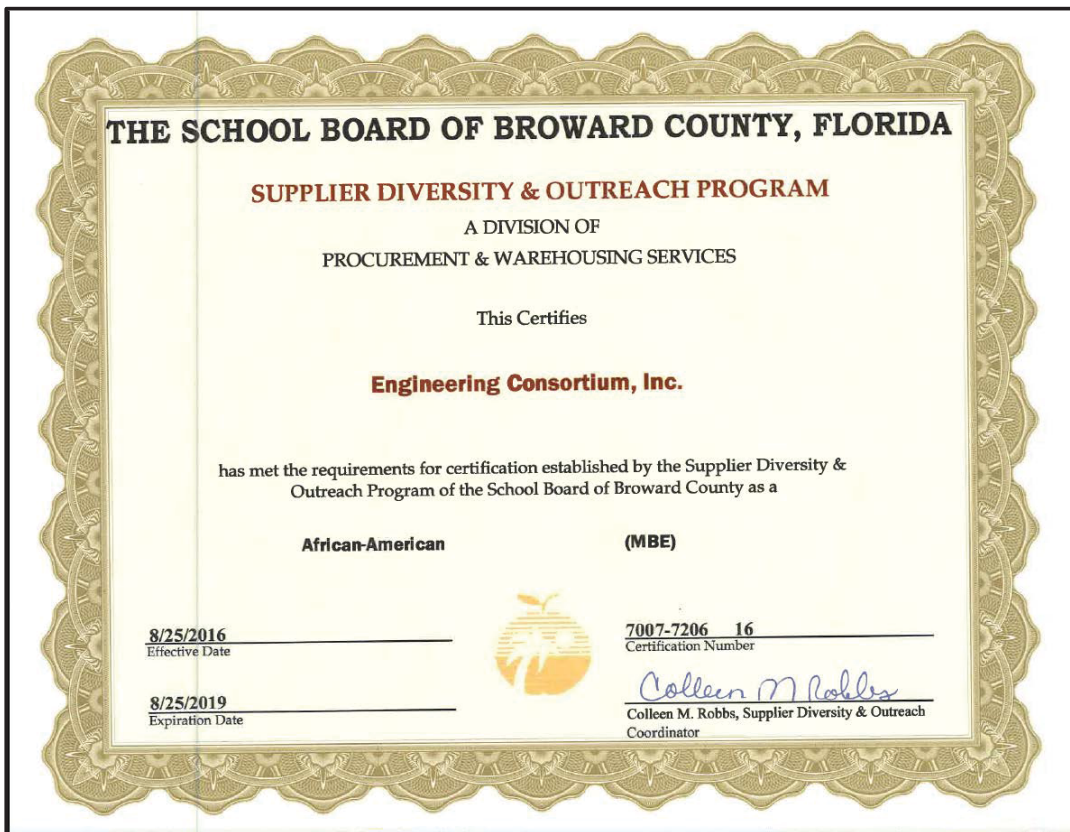 THE SCHOOL BOARD OF BROWARD COUNTY, FLORIDA
SUPPLIER DIVERSITY & OUTREACH PROGRAM
A DIVISION OF
PROCUREMENT & WAREHOUSING SERVICES
This Certifies
Engineering Consortium, Inc.
has met the requirements for certification established by the Supplier Diversity &
Outreach Program of the School Board of Broward County as a
African-American (MBE)
8/25/2016
Effective Date
7007-7206 16
Certification Number
8/25/2019
Expiration Date
Colleen M Robbs
Colleen M. Robbs, Supplier Diversity & Outreach
Coordinator